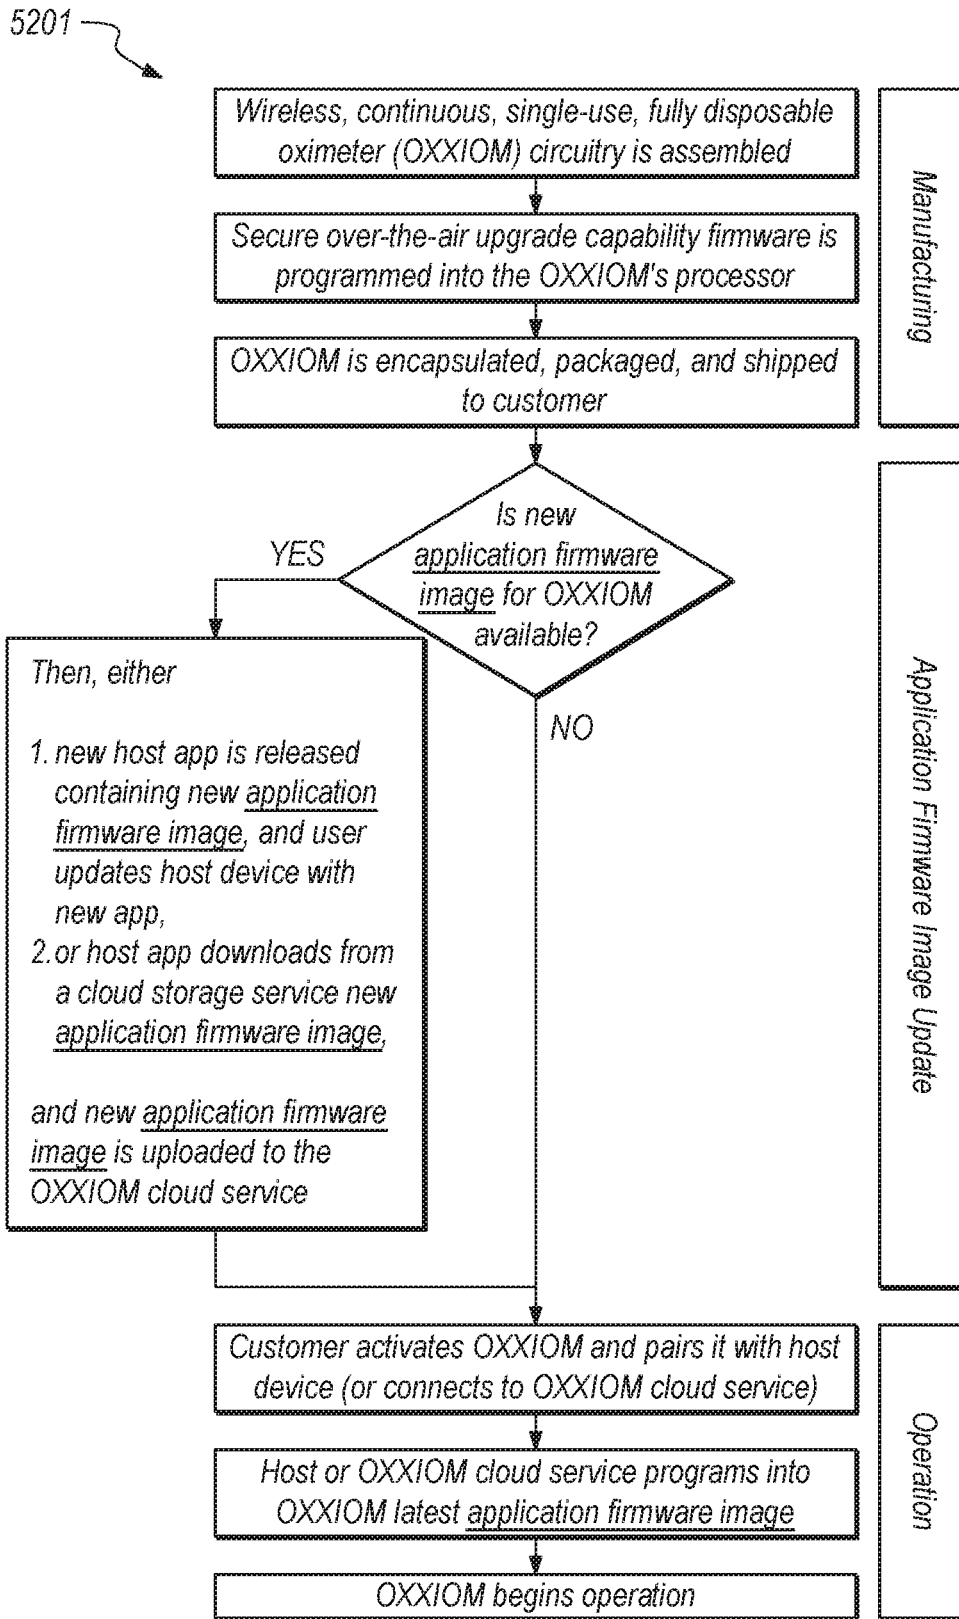 5201
Wireless, continuous, single-use, fully disposable
oximeter (OXXIOM) circuitry is assembled
Secure over-the-air upgrade capability firmware is
programmed into the OXXIOM's processor
OXXIOM is encapsulated, packaged, and shipped
to customer
Manufacturing
Is new
application firmware
image for OXXIOM
available?
YES
NO
Then, either
1. new host app is released
containing new application
firmware image, and user
updates host device with
new app,
2. or host app downloads from
a cloud storage service new
application firmware image,
and new application firmware
image is uploaded to the
OXXIOM cloud service
Application Firmware Image Update
Customer activates OXXIOM and pairs it with host
device (or connects to OXXIOM cloud service)
Host or OXXIOM cloud service programs into
OXXIOM latest application firmware image
OXXIOM begins operation
Operation